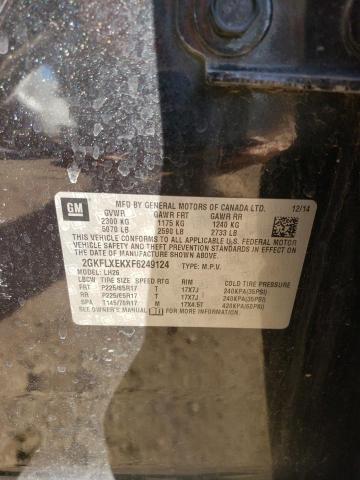 GM
MFD BY GENERAL MOTORS OF CANADA LTD. 12/14
GVWR GAWR FRT GAWR RR
2300 KG 1175 KG 1240 KG
5070 LB 2590 LB 2733 LB
THIS VEHICLE CONFORMS TO ALL APPLICABLE U.S. FEDERAL MOTOR
VEHICLE SAFETY AND THEFT PREVENTION STANDARDS IN EFFECT ON
THE DATE OF MANUFACTURE SHOWN ABOVE.
2GKFLXEKXF6249124 TYPE: M.P.V.
MODEL: LH26
TIRE SIZE SPEED RTG RIM COLD TIRE PRESSURE
FRT P225/65R17 T 17X7J 240KPA(35PSI)
RR P225/65R17 T 17X7J 240KPA(35PSI)
SPA T145/70R17 M 17X4.5T 420KPA(60PSI)
SEE OWNER'S MANUAL FOR ADDITIONAL INFORMATION.